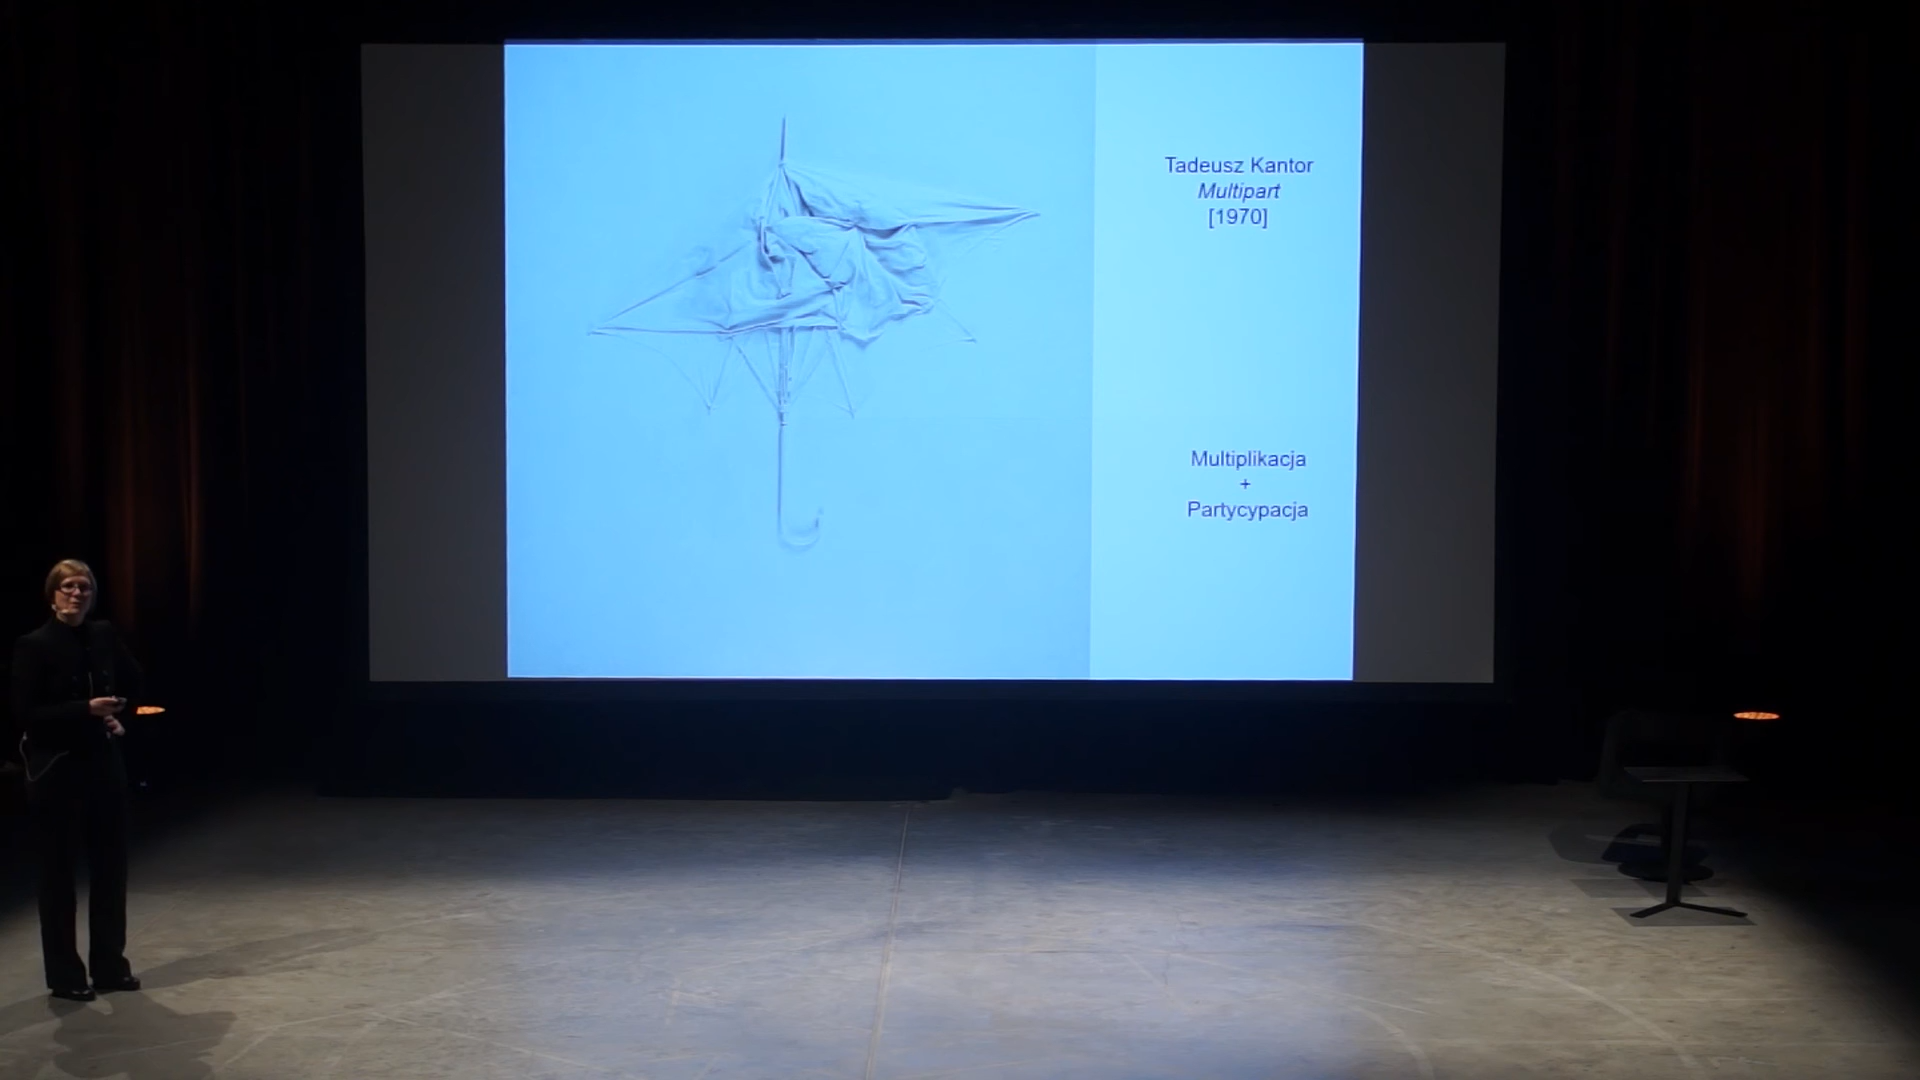 Tadeusz Kantor
Multipart
[1970]
Multiplikacja
+
Partycypacja